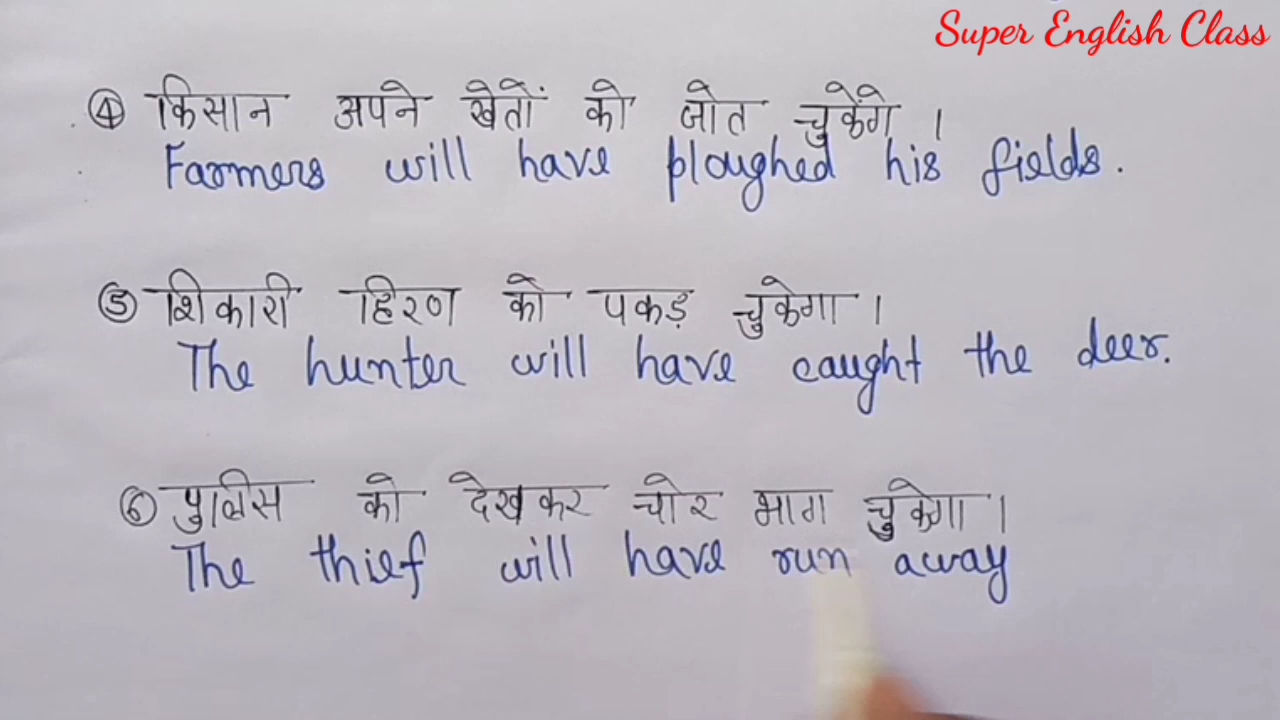 Super English Class
④ किसान अपने खेतों को जोत चुकेंगे ।
Farmers will have ploughed his fields.
⑤ शिकारी हिरण को पकड़ चुकेगा ।
The hunter will have caught the deer.
⑥ पुलिस को देखकर चोर भाग चुकेगा ।
The thief will have run away